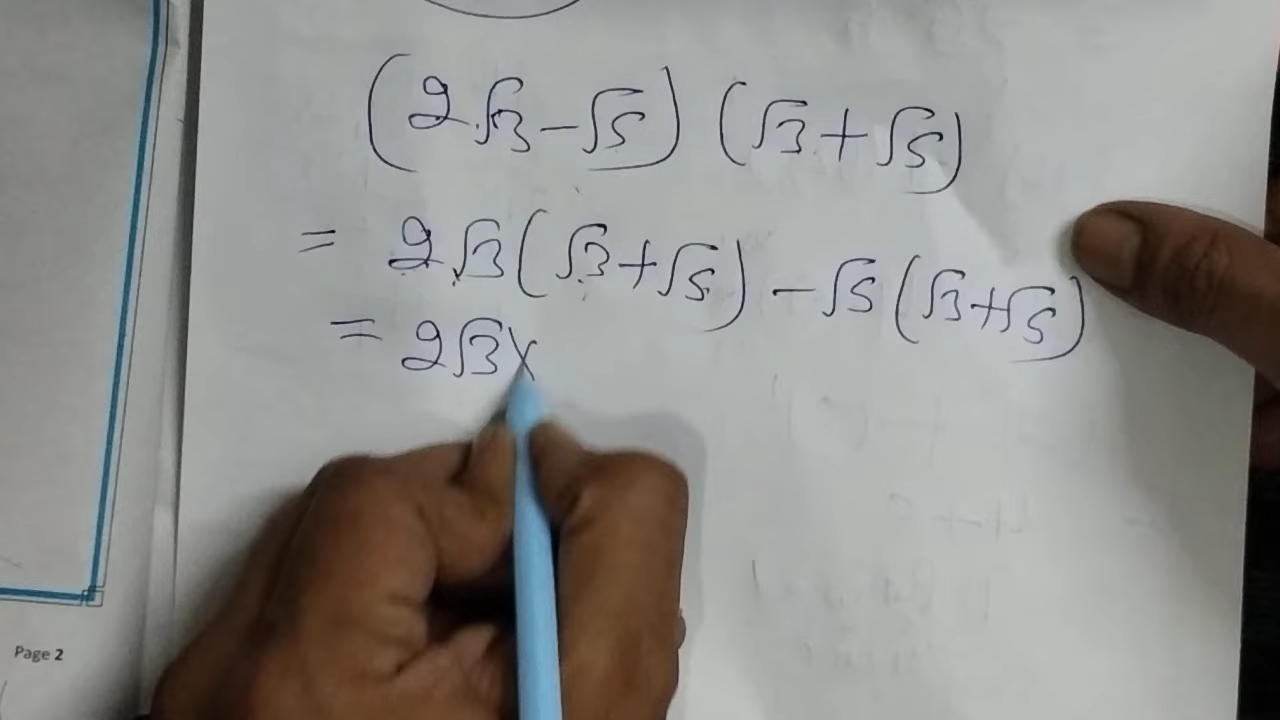 (2√3-√5) (√3+√5)
= 2√3(√3+√5) -√5(√3+√5)
= 2√3×
Page 2